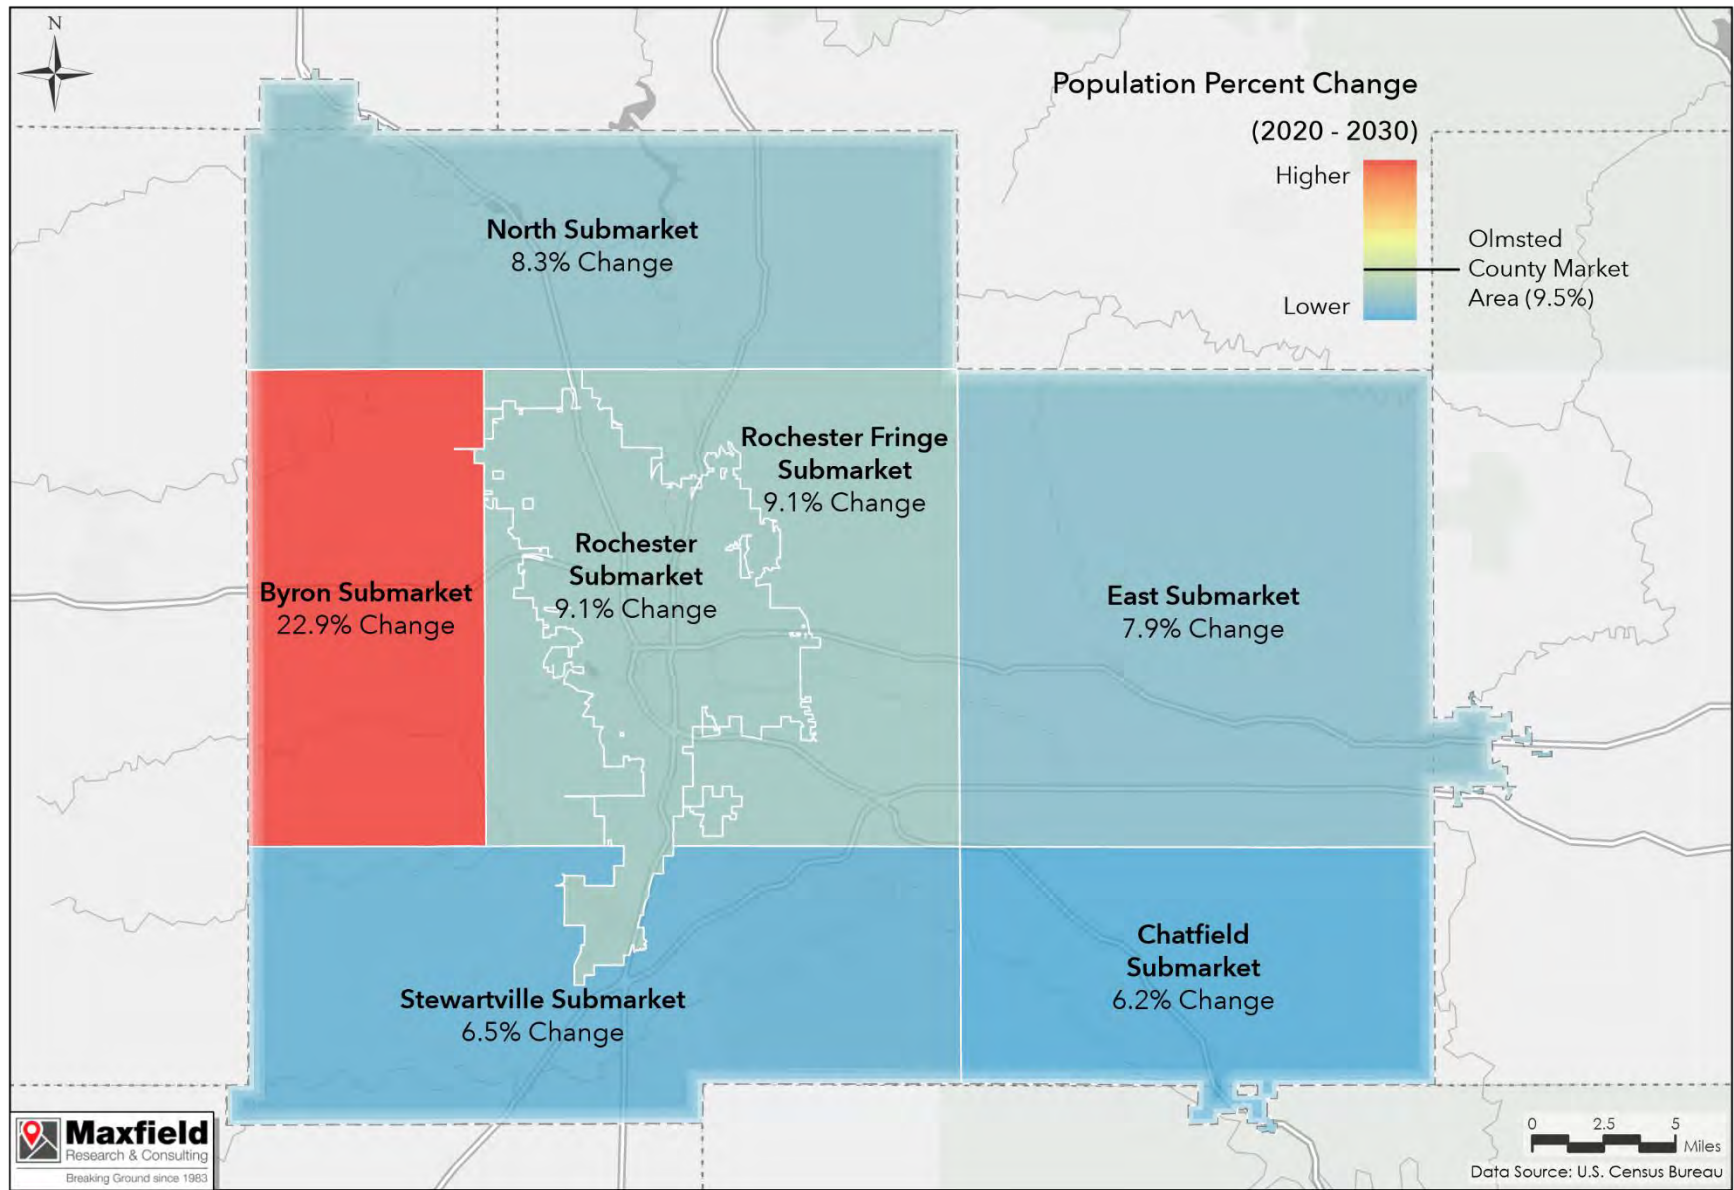 N
Population Percent Change
(2020 - 2030)
Higher
Lower
Olmsted
County Market
Area (9.5%)
North Submarket
8.3% Change
Rochester Fringe
Submarket
9.1% Change
Rochester
Submarket
9.1% Change
Byron Submarket
22.9% Change
East Submarket
7.9% Change
Chatfield
Submarket
6.2% Change
Stewartville Submarket
6.5% Change
Maxfield
Research & Consulting
Breaking Ground since 1983
0 2.5 5
Miles
Data Source: U.S. Census Bureau